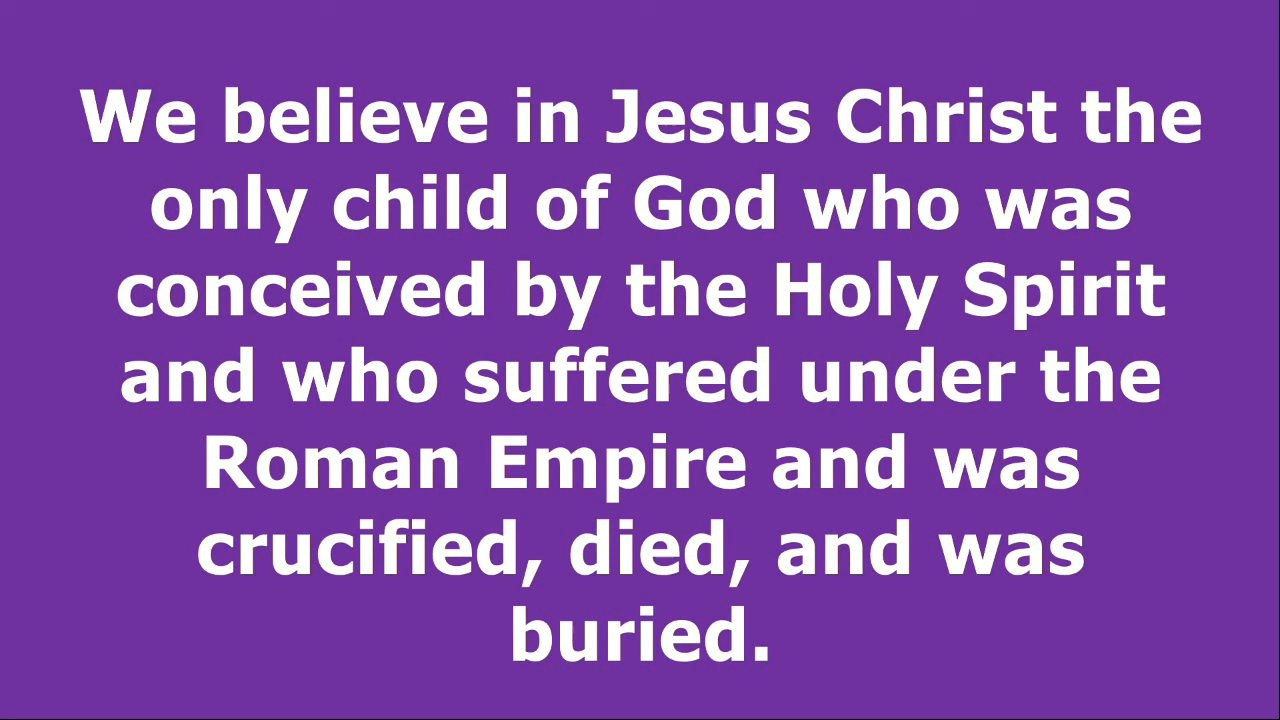 We believe in Jesus Christ the
only child of God who was
conceived by the Holy Spirit
and who suffered under the
Roman Empire and was
crucified, died, and was
buried.